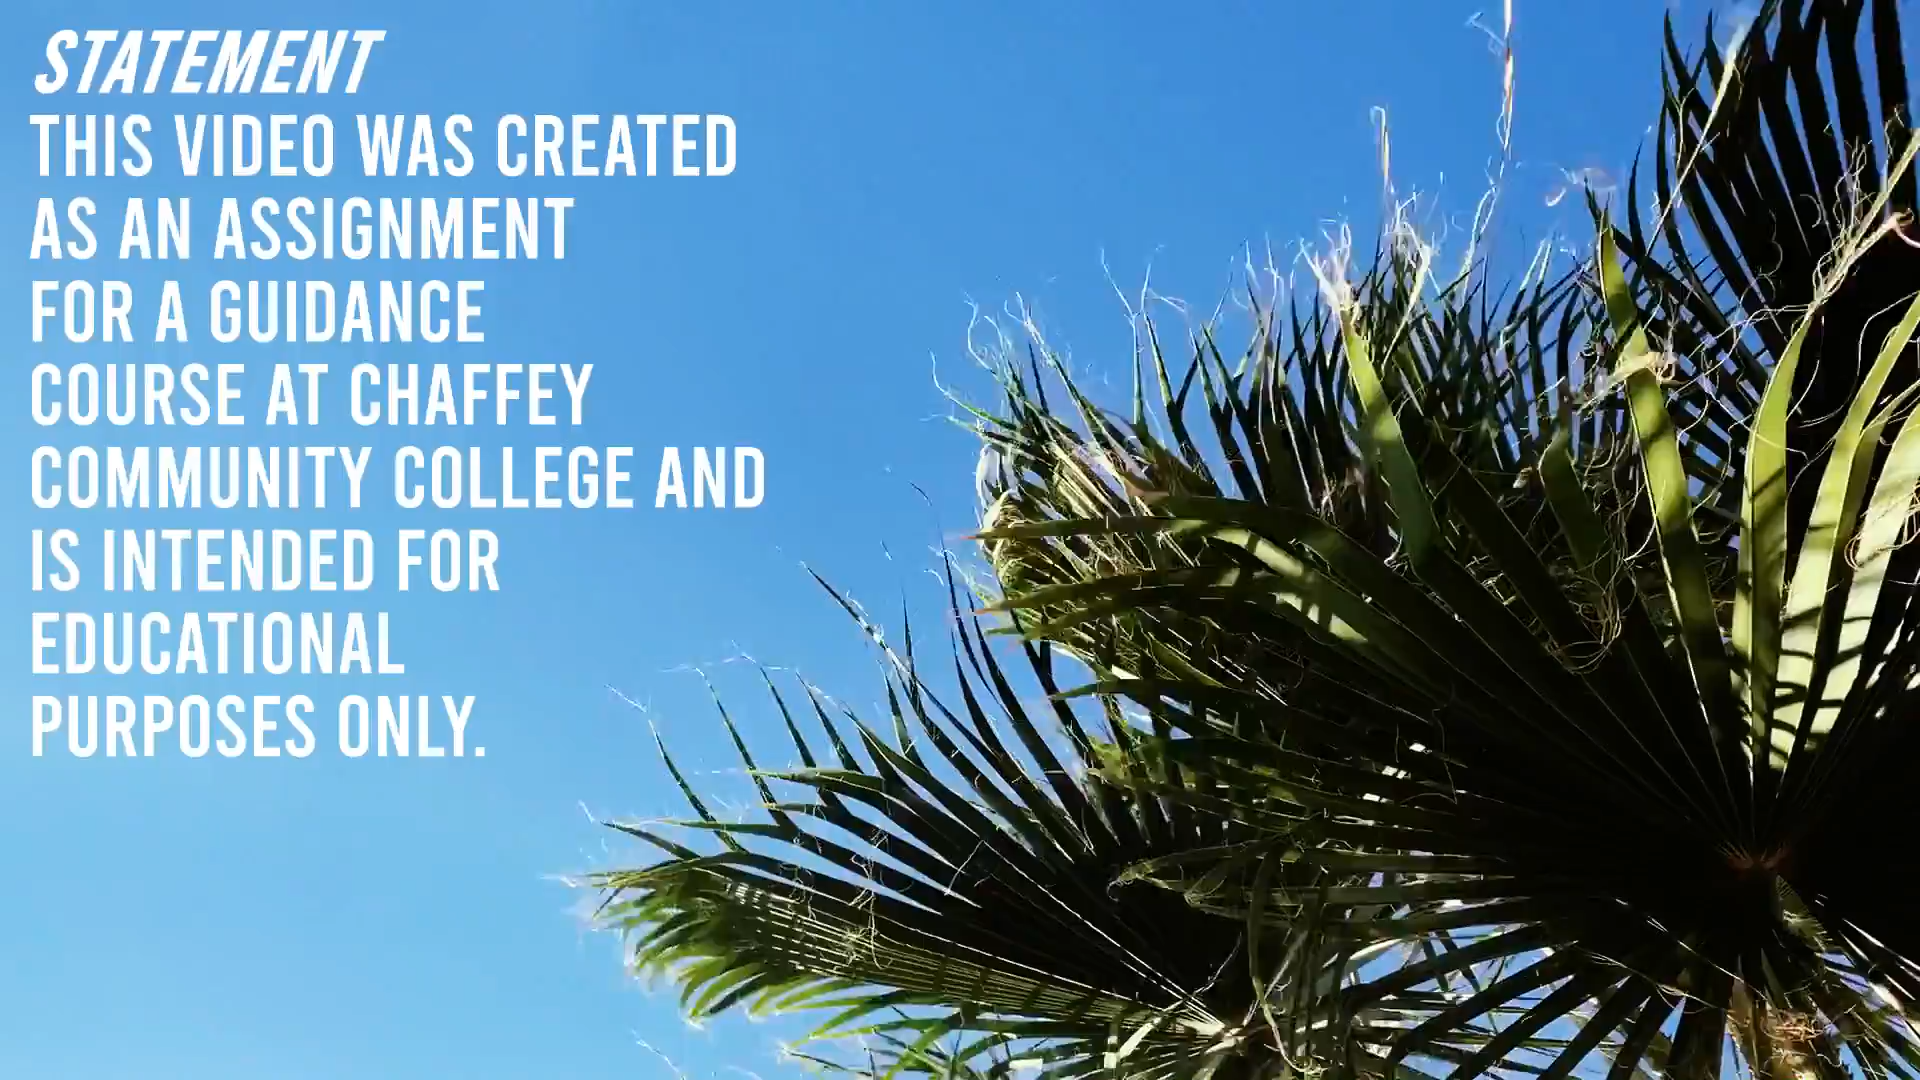 STATEMENT
THIS VIDEO WAS CREATED
AS AN ASSIGNMENT
FOR A GUIDANCE
COURSE AT CHAFFEY
COMMUNITY COLLEGE AND
IS INTENDED FOR
EDUCATIONAL
PURPOSES ONLY.